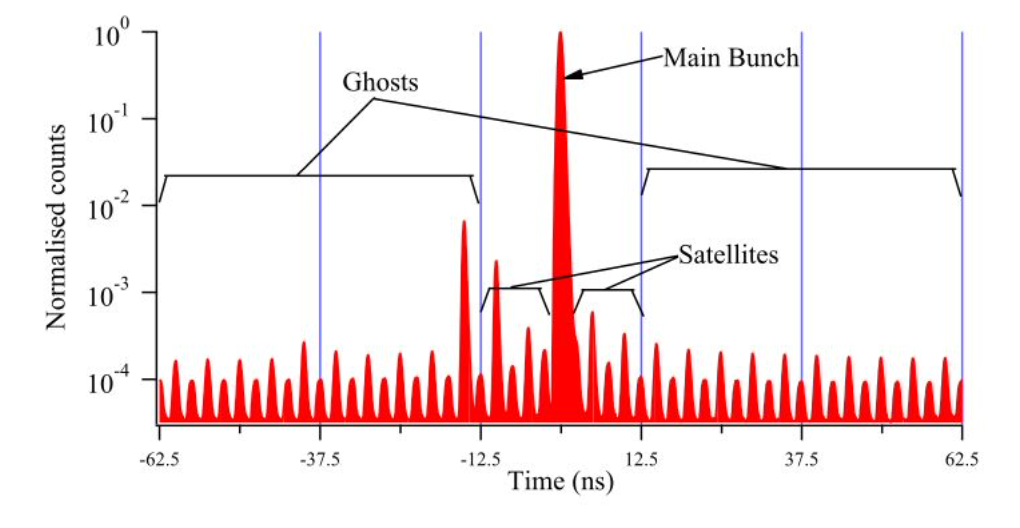 Normalised counts
10^0
10^-1
10^-2
10^-3
10^-4
Ghosts
Main Bunch
Satellites
-62.5 -37.5 -12.5 12.5 37.5 62.5
Time (ns)